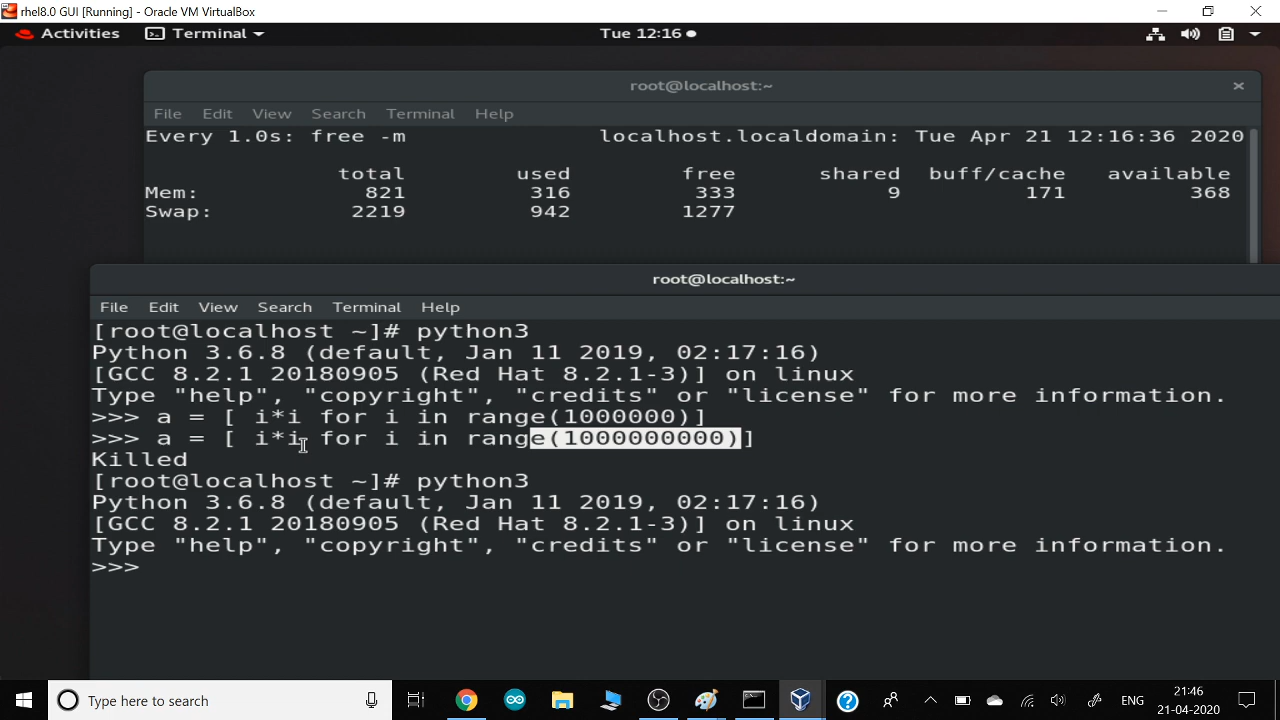 rhel8.0 GUI [Running] - Oracle VM VirtualBox
Activities Terminal Tue 12:16
root@localhost:~
File Edit View Search Terminal Help
Every 1.0s: free -m localhost.localdomain: Tue Apr 21 12:16:36 2020
total used free shared buff/cache available
Mem: 821 316 333 9 171 368
Swap: 2219 942 1277
root@localhost:~
File Edit View Search Terminal Help
[root@localhost ~]# python3
Python 3.6.8 (default, Jan 11 2019, 02:17:16)
[GCC 8.2.1 20180905 (Red Hat 8.2.1-3)] on linux
Type "help", "copyright", "credits" or "license" for more information.
>>> a = [ i*i for i in range(1000000)]
>>> a = [ i*i for i in range(1000000000)]
Killed
[root@localhost ~]# python3
Python 3.6.8 (default, Jan 11 2019, 02:17:16)
[GCC 8.2.1 20180905 (Red Hat 8.2.1-3)] on linux
Type "help", "copyright", "credits" or "license" for more information.
>>>
Type here to search ENG 21:46
21-04-2020